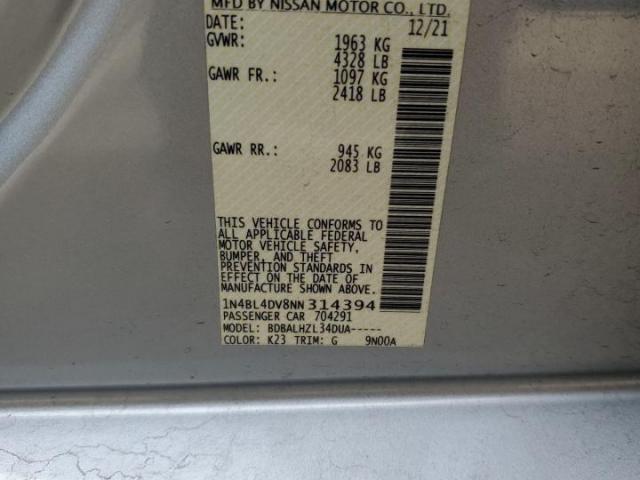 MFD BY NISSAN MOTOR CO., LTD.
DATE: 12/21
GVWR: 1963 KG
4328 LB
GAWR FR.: 1097 KG
2418 LB
GAWR RR.: 945 KG
2083 LB
THIS VEHICLE CONFORMS TO
ALL APPLICABLE FEDERAL
MOTOR VEHICLE SAFETY,
BUMPER, AND THEFT
PREVENTION STANDARDS IN
EFFECT ON THE DATE OF
MANUFACTURE SHOWN ABOVE.
1N4BL4DV8NN314394
PASSENGER CAR 704291
MODEL: BDBALHZL34DUA-----
COLOR: K23 TRIM: G 9N00A